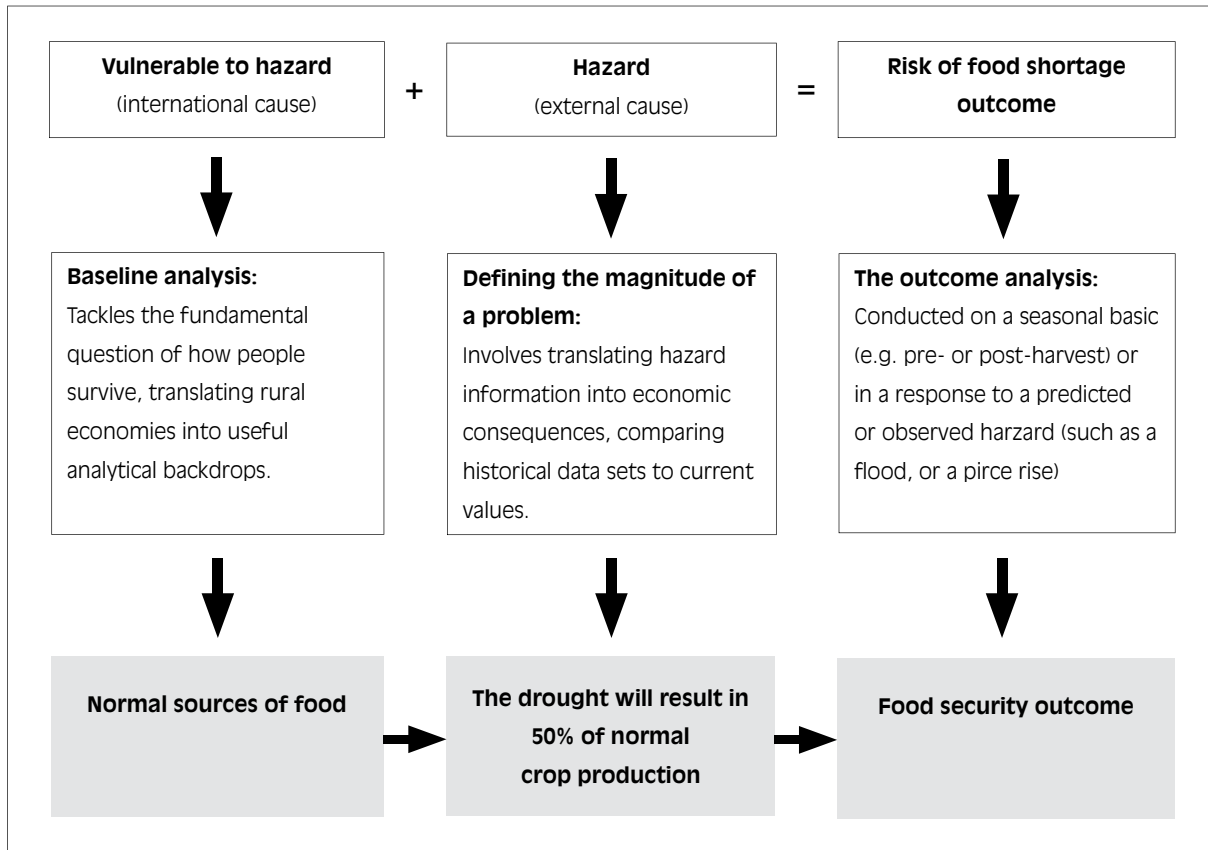 Vulnerable to hazard
(international cause)
+
Hazard
(external cause)
=
Risk of food shortage
outcome
Baseline analysis:
Tackles the fundamental
question of how people
survive, translating rural
economies into useful
analytical backdrops.
Defining the magnitude of
a problem:
Involves translating hazard
information into economic
consequences, comparing
historical data sets to current
values.
The outcome analysis:
Conducted on a seasonal basic
(e.g. pre- or post-harvest) or
in a response to a predicted
or observed harzard (such as a
flood, or a pirce rise)
Normal sources of food
The drought will result in
50% of normal
crop production
Food security outcome